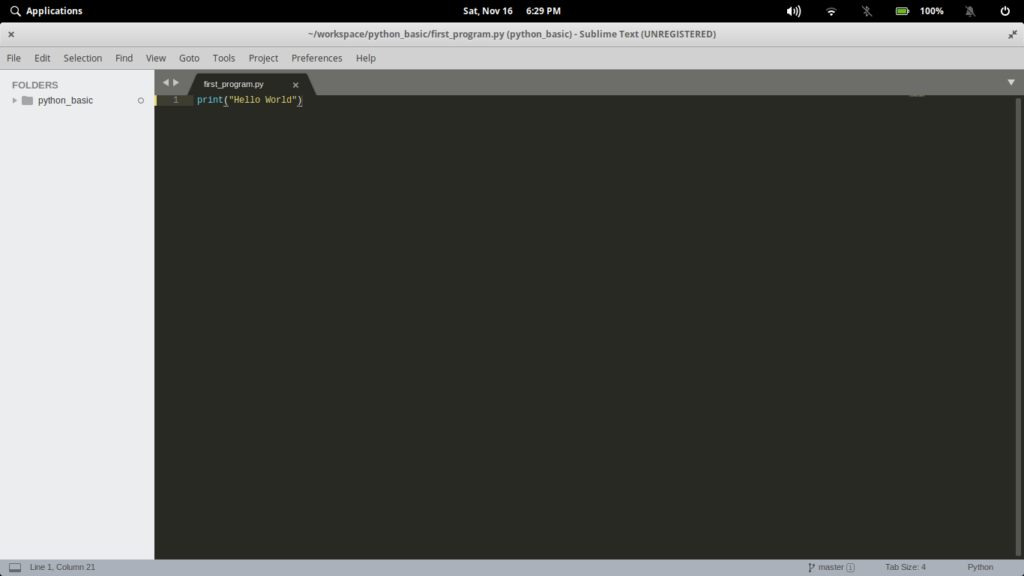 Applications
Sat, Nov 16 6:29 PM
100%
~/workspace/python_basic/first_program.py (python_basic) - Sublime Text (UNREGISTERED)
File Edit Selection Find View Goto Tools Project Preferences Help
FOLDERS
python_basic
first_program.py
1 print("Hello World")
Line 1, Column 21
master 1
Tab Size: 4
Python